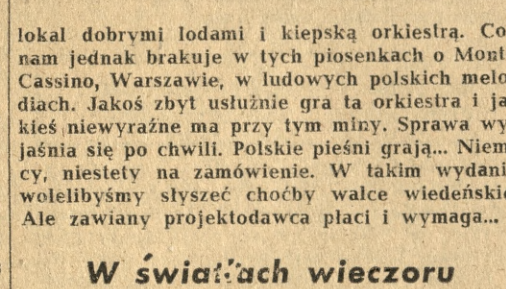 lokal dobrymi lodami i kiepską orkiestrą. Co
nam jednak brakuje w tych piosenkach o Mont
Cassino, Warszawie, w ludowych polskich melo
diach. Jakoś zbyt usłużnie gra ta orkiestra i ja
kieś niewyraźne ma przy tym miny. Sprawa wy
jaśnia się po chwili. Polskie pieśni grają... Niem
cy, niestety na zamówienie. W takim wydani
wolelibyśmy słyszeć choćby walce wiedeńskie
Ale zawiany projektodawca płaci i wymaga...
W światłach wieczoru